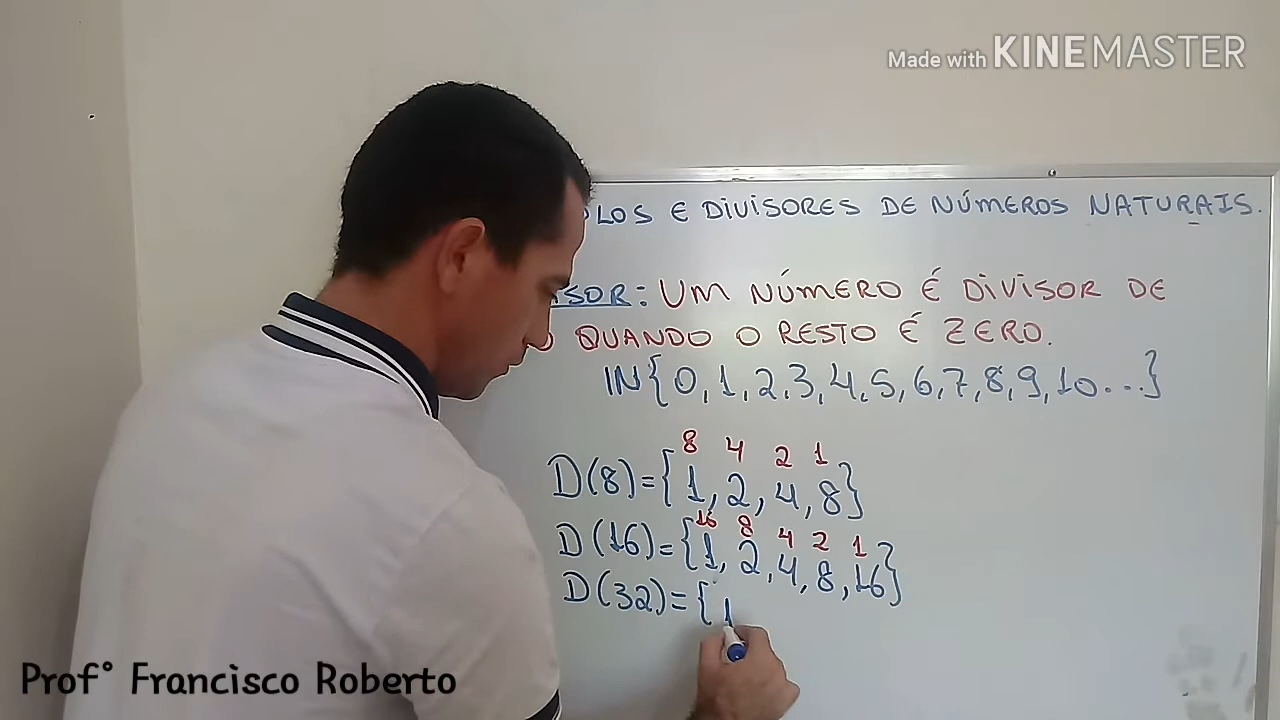 Made with KINEMASTER
E DIVISORES DE NÚMEROS NATURAIS.
: UM NÚMERO É DIVISOR DE
QUANDO O RESTO É ZERO.
IN{0,1,2,3,4,5,6,7,8,9,10...}
8 4 2 1
D(8)={1,2,4,8}
16 8 4 2 1
D(16)={1,2,4,8,16}
D(32)={1
Prof° Francisco Roberto